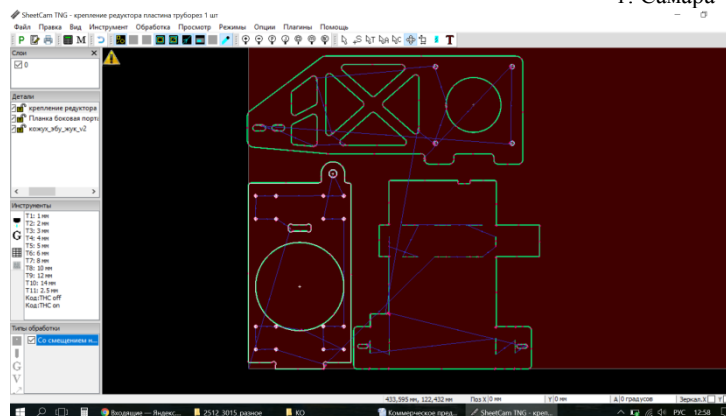 г. Самара
SheetCam TNG - крепление редуктора пластина труборез 1 шт
Файл Правка Вид Инструмент Обработка Просмотр Режимы Опции Плагины Помощь
P M T
Слои
0
Детали
крепление редуктора
Планка боковая порта
кожух_эбу_жук_v2
Инструменты
T1: 1 мм
T2: 2 мм
T3: 3 мм
T4: 4 мм
T5: 5 мм
T6: 6 мм
T7: 8 мм
T8: 10 мм
T9: 12 мм
T10: 14 мм
T11: 2,5 мм
Код:THC off
Код:THC on
Типы обработки
Со смещением н...
433,595 мм, 122,432 мм Поз X 0 мм Y 0 мм A 0 градусов Зеркал.X
Входящие — Яндекс... 2512_3015_разное КО Коммерческое пред... SheetCam TNG - креп... РУС 12:58